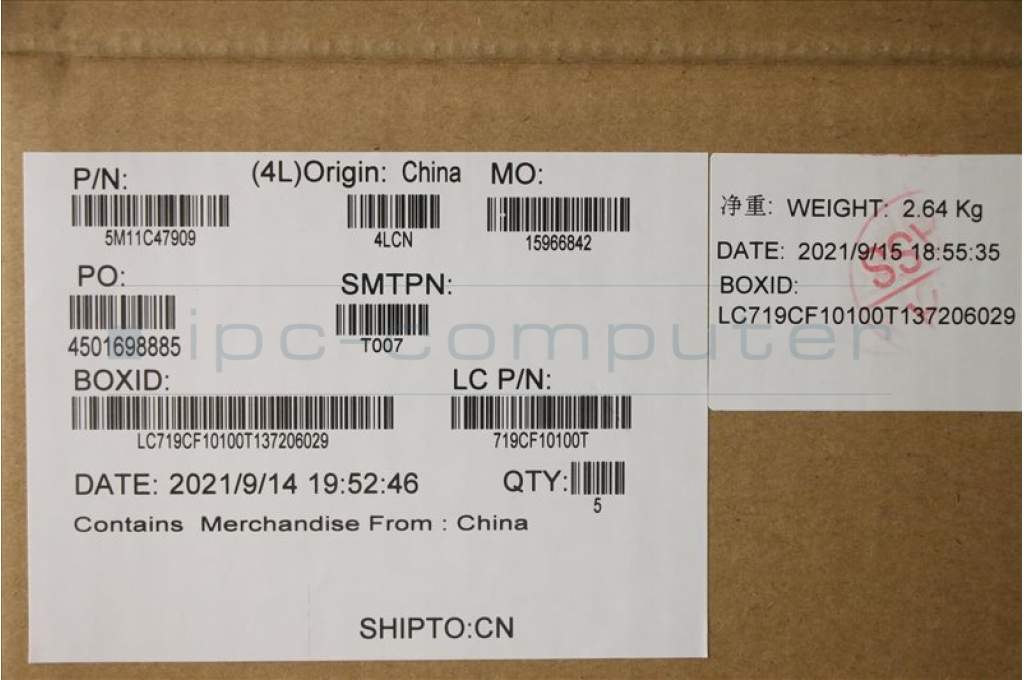 P/N: (4L)Origin: China MO:
5M11C47909 4LCN 15966842
PO: SMTPN:
4501698885 T007
BOXID: LC P/N:
LC719CF10100T137206029 719CF10100T
DATE: 2021/9/14 19:52:46 QTY:
5
Contains Merchandise From : China
SHIPTO:CN
净重: WEIGHT: 2.64 Kg
DATE: 2021/9/15 18:55:35
BOXID:
LC719CF10100T137206029
ipc-computer